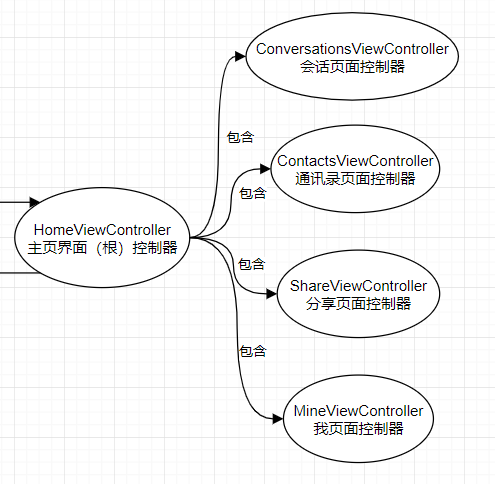 ConversationsViewController
会话页面控制器
包含
ContactsViewController
通讯录页面控制器
包含
HomeViewController
主页界面（根）控制器
包含
ShareViewController
分享页面控制器
包含
MineViewController
我页面控制器